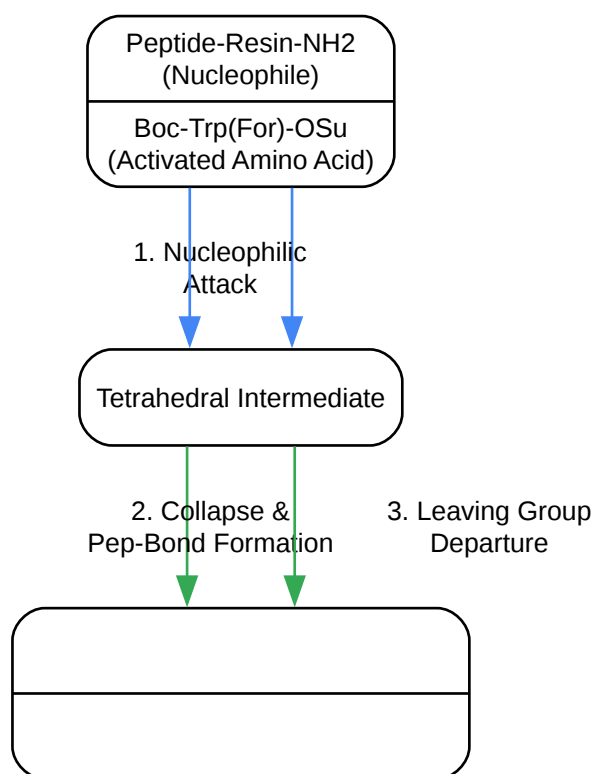 Peptide-Resin-NH2
(Nucleophile)
Boc-Trp(For)-OSu
(Activated Amino Acid)
1. Nucleophilic
Attack
Tetrahedral Intermediate
2. Collapse &
Pep-Bond Formation
3. Leaving Group
Departure